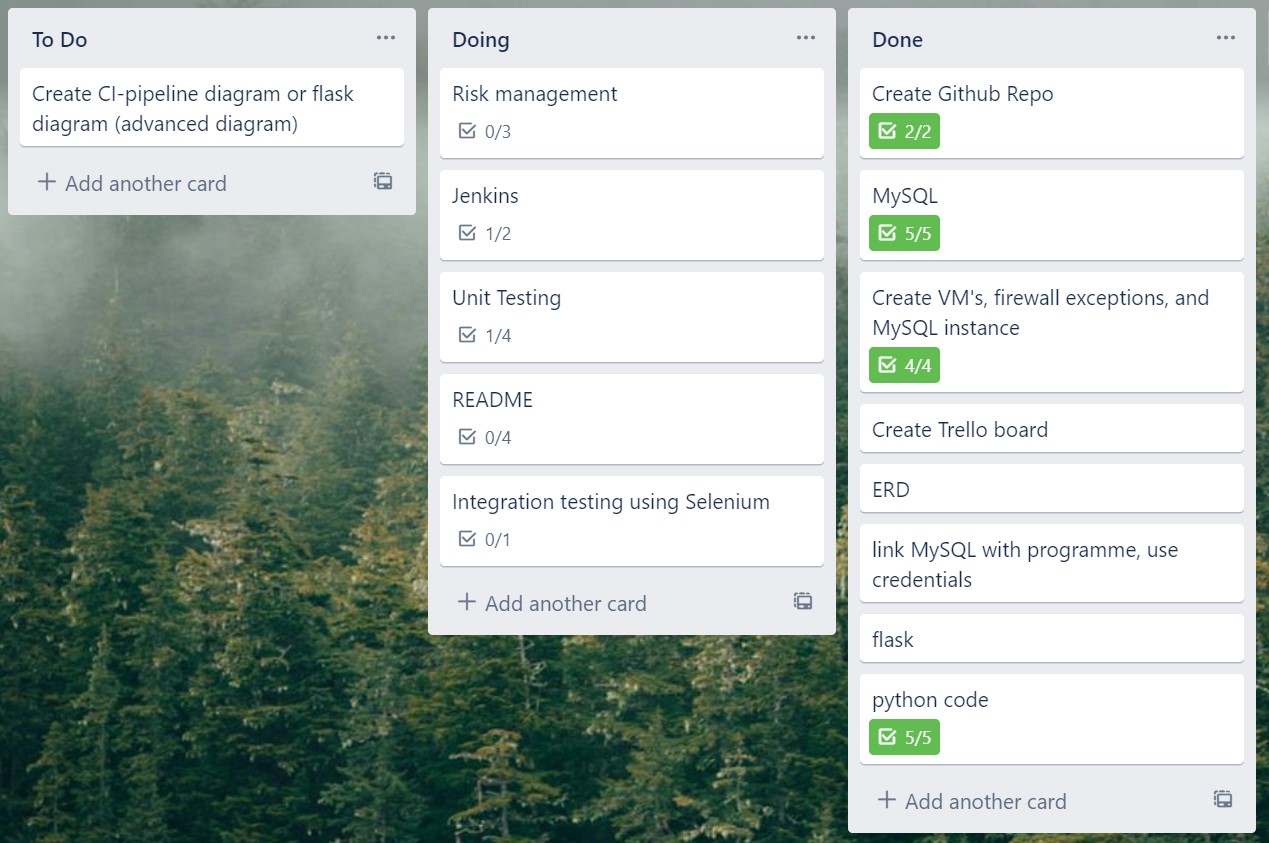 To Do
Create CI-pipeline diagram or flask
diagram (advanced diagram)
Add another card
Doing
Risk management
0/3
Jenkins
1/2
Unit Testing
1/4
README
0/4
Integration testing using Selenium
0/1
Add another card
Done
Create Github Repo
2/2
MySQL
5/5
Create VM's, firewall exceptions, and
MySQL instance
4/4
Create Trello board
ERD
link MySQL with programme, use
credentials
flask
python code
5/5
Add another card